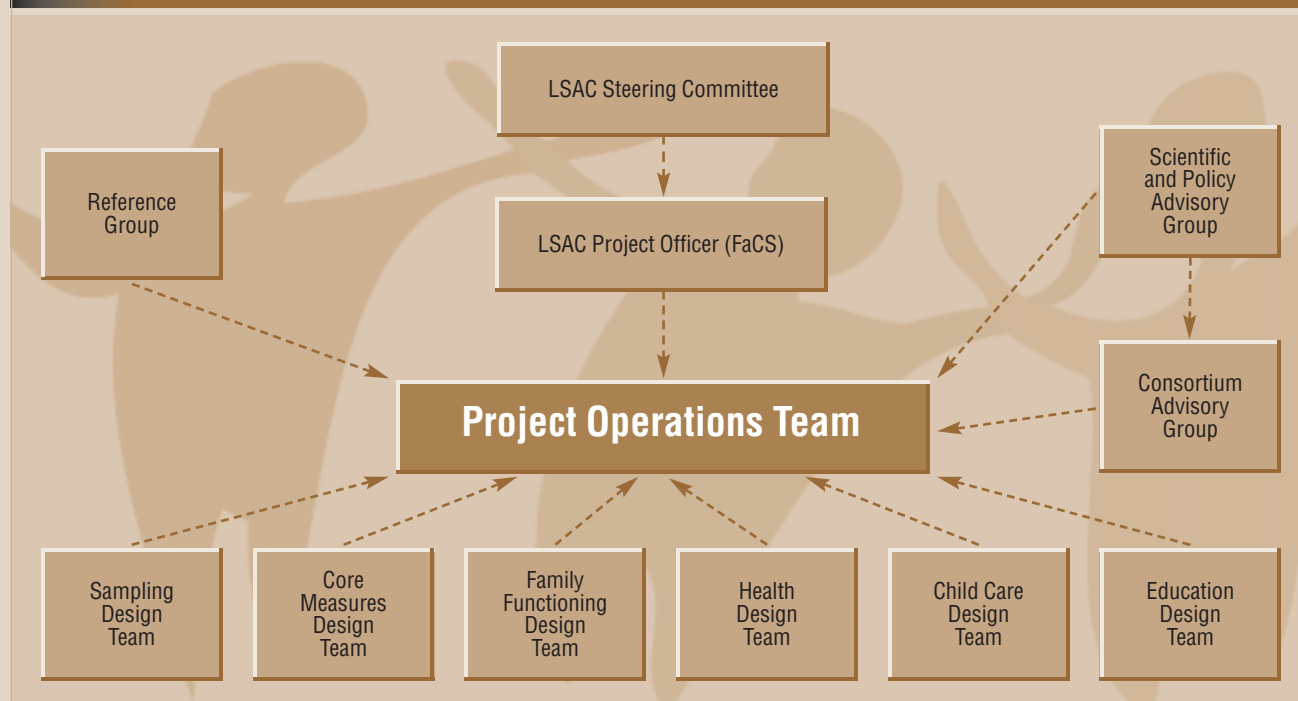 LSAC Steering Committee
Reference
Group
LSAC Project Officer (FaCS)
Scientific
and Policy
Advisory
Group
Project Operations Team
Consortium
Advisory
Group
Sampling
Design
Team
Core
Measures
Design
Team
Family
Functioning
Design
Team
Health
Design
Team
Child Care
Design
Team
Education
Design
Team